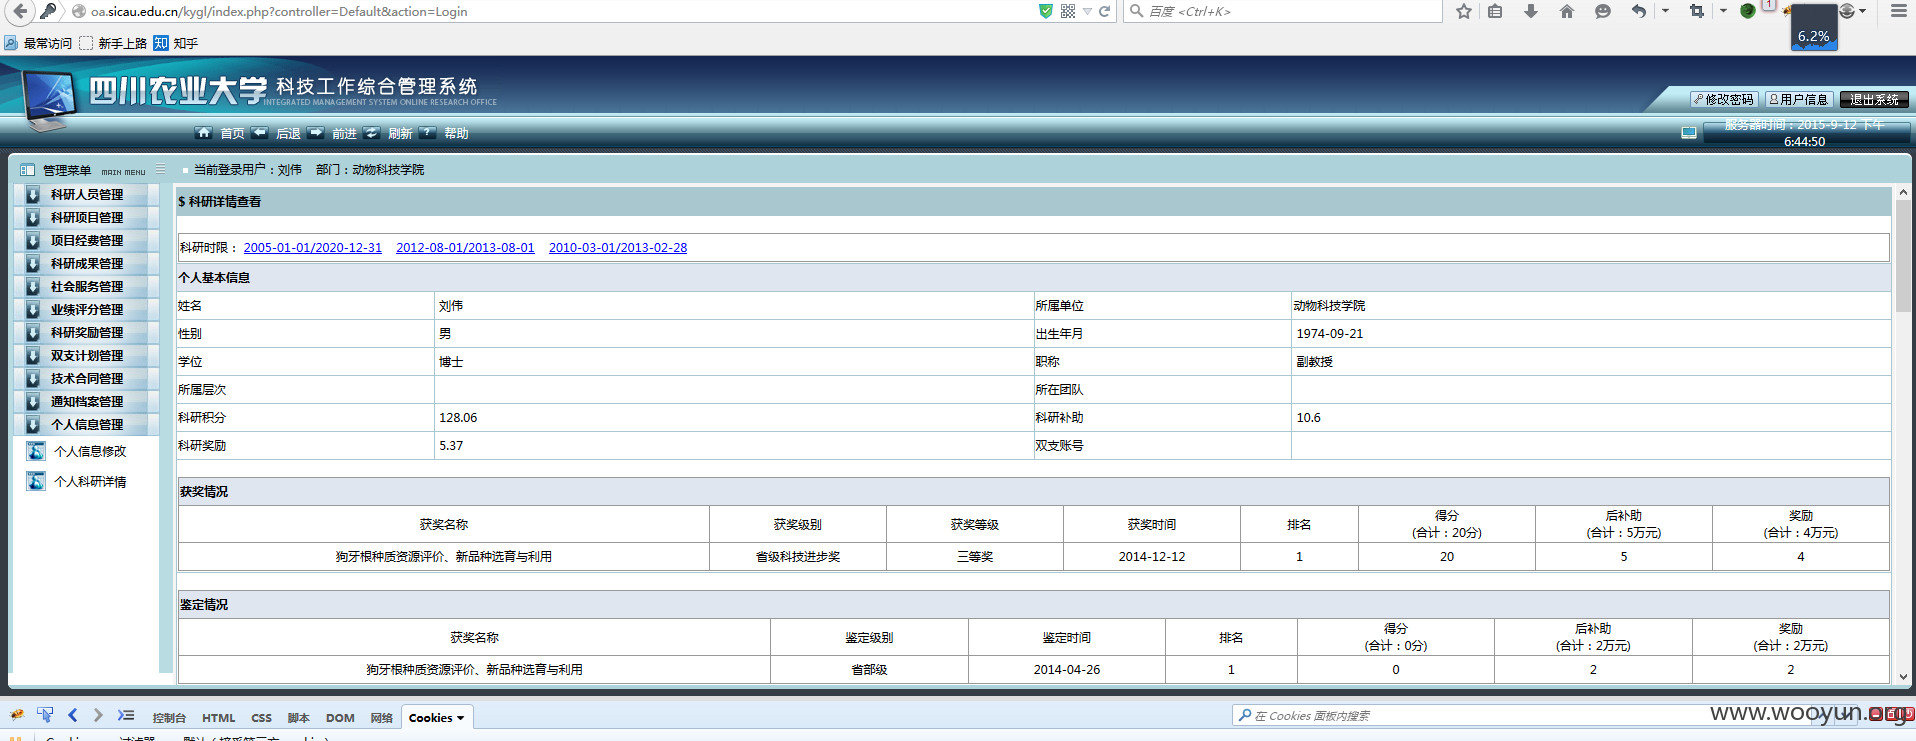 oa.sicau.edu.cn/kygl/index.php?controller=Default&action=Login
百度 <Ctrl+K>
1
6.2%
最常访问 新手上路 知 知乎
四川农业大学 科技工作综合管理系统
INTEGRATED MANAGEMENT SYSTEM ONLINE RESEARCH OFFICE
修改密码 用户信息 退出系统
首页 后退 前进 刷新 ? 帮助
服务器时间：2015-9-12 下午
6:44:50
管理菜单 MAIN MENU
当前登录用户：刘伟 部门：动物科技学院
科研人员管理
科研项目管理
项目经费管理
科研成果管理
社会服务管理
业绩评分管理
科研奖励管理
双支计划管理
技术合同管理
通知档案管理
个人信息管理
个人信息修改
个人科研详情
$ 科研详情查看
科研时限： 2005-01-01/2020-12-31 2012-08-01/2013-08-01 2010-03-01/2013-02-28
个人基本信息
姓名 刘伟 所属单位 动物科技学院
性别 男 出生年月 1974-09-21
学位 博士 职称 副教授
所属层次 所在团队
科研积分 128.06 科研补助 10.6
科研奖励 5.37 双支账号
获奖情况
获奖名称 获奖级别 获奖等级 获奖时间 排名 得分 (合计：20分) 后补助 (合计：5万元) 奖励 (合计：4万元)
狗牙根种质资源评价、新品种选育与利用 省级科技进步奖 三等奖 2014-12-12 1 20 5 4
鉴定情况
获奖名称 鉴定级别 鉴定时间 排名 得分 (合计：0分) 后补助 (合计：2万元) 奖励 (合计：2万元)
狗牙根种质资源评价、新品种选育与利用 省部级 2014-04-26 1 0 2 2
控制台 HTML CSS 脚本 DOM 网络 Cookies
在 Cookies 面板内搜索
www.wooyun.org